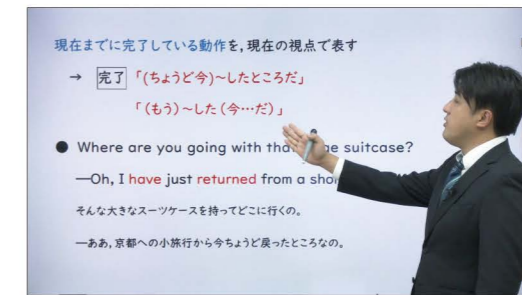 現在までに完了している動作を,現在の視点で表す
→ 完了「(ちょうど今)~したところだ」
「(もう)~した(今…だ)」
● Where are you going with suitcase?
—Oh, I have just returned from a
そんな大きなスーツケースを持ってどこに行くの。
—ああ,京都への小旅行から今ちょうど戻ったところなの。